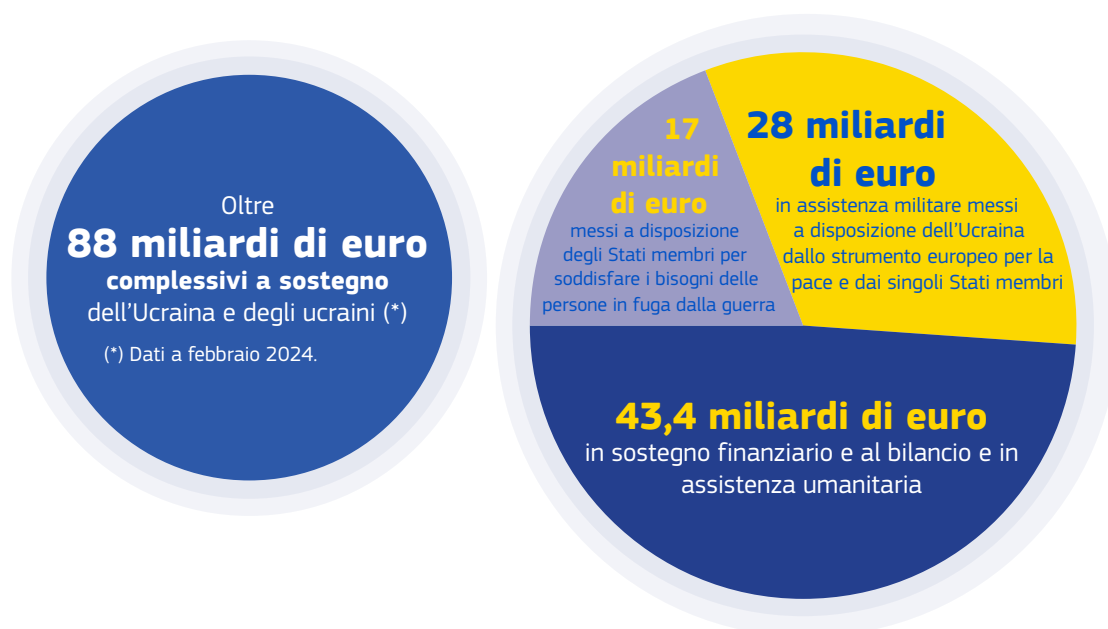 Oltre
88 miliardi di euro
complessivi a sostegno
dell'Ucraina e degli ucraini (*)
(*) Dati a febbraio 2024.
17
miliardi
di euro
messi a disposizione
degli Stati membri per
soddisfare i bisogni delle
persone in fuga dalla guerra
28 miliardi
di euro
in assistenza militare messi
a disposizione dell'Ucraina
dallo strumento europeo per la
pace e dai singoli Stati membri
43,4 miliardi di euro
in sostegno finanziario e al bilancio e in
assistenza umanitaria